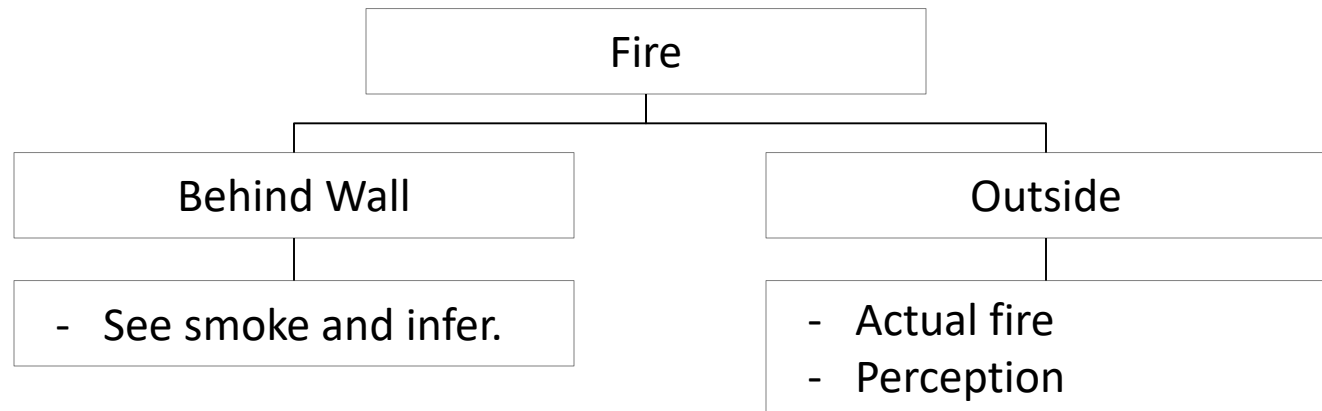 Fire
Behind Wall
Outside
- See smoke and infer.
- Actual fire
- Perception